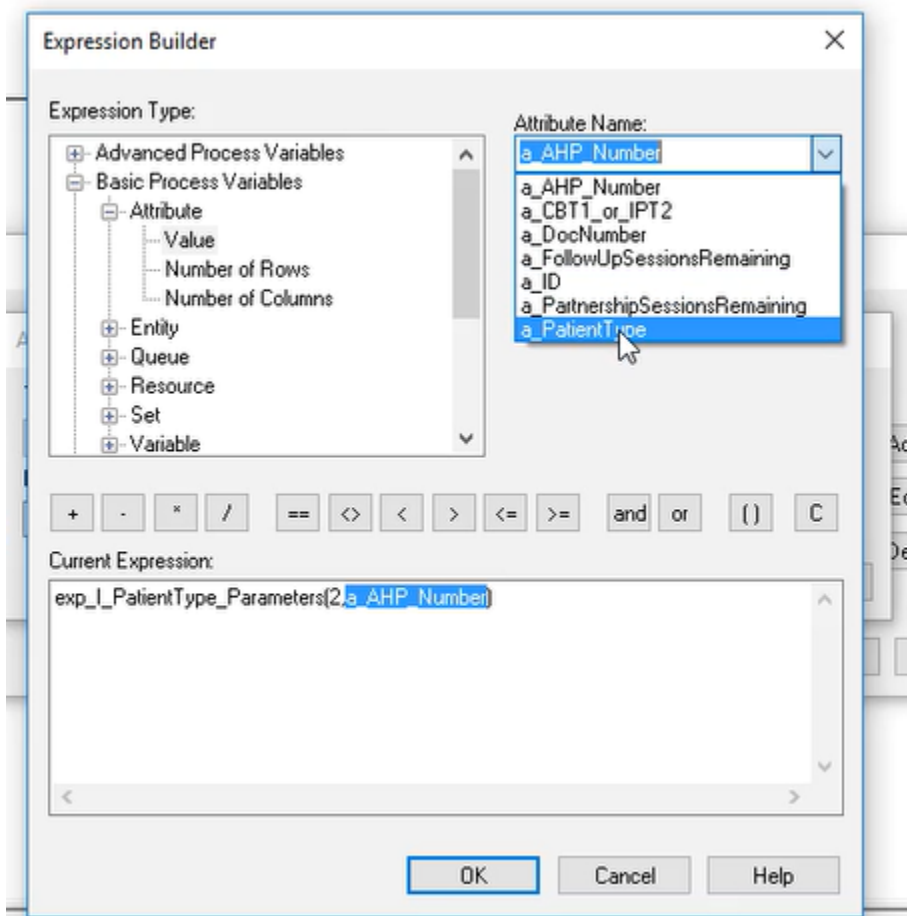 Expression Builder
Expression Type:
Advanced Process Variables
Basic Process Variables
Attribute
Value
Number of Rows
Number of Columns
Entity
Queue
Resource
Set
Variable
Attribute Name:
a_AHP_Number
a_AHP_Number
a_CBT1_or_IPT2
a_DocNumber
a_FollowUpSessionsRemaining
a_ID
a_PartnershipSessionsRemaining
a_PatientType
+ - * / == <> < > <= >= and or ( ) C
Current Expression:
exp_I_PatientType_Parameters(2,a_AHP_Number)
OK Cancel Help